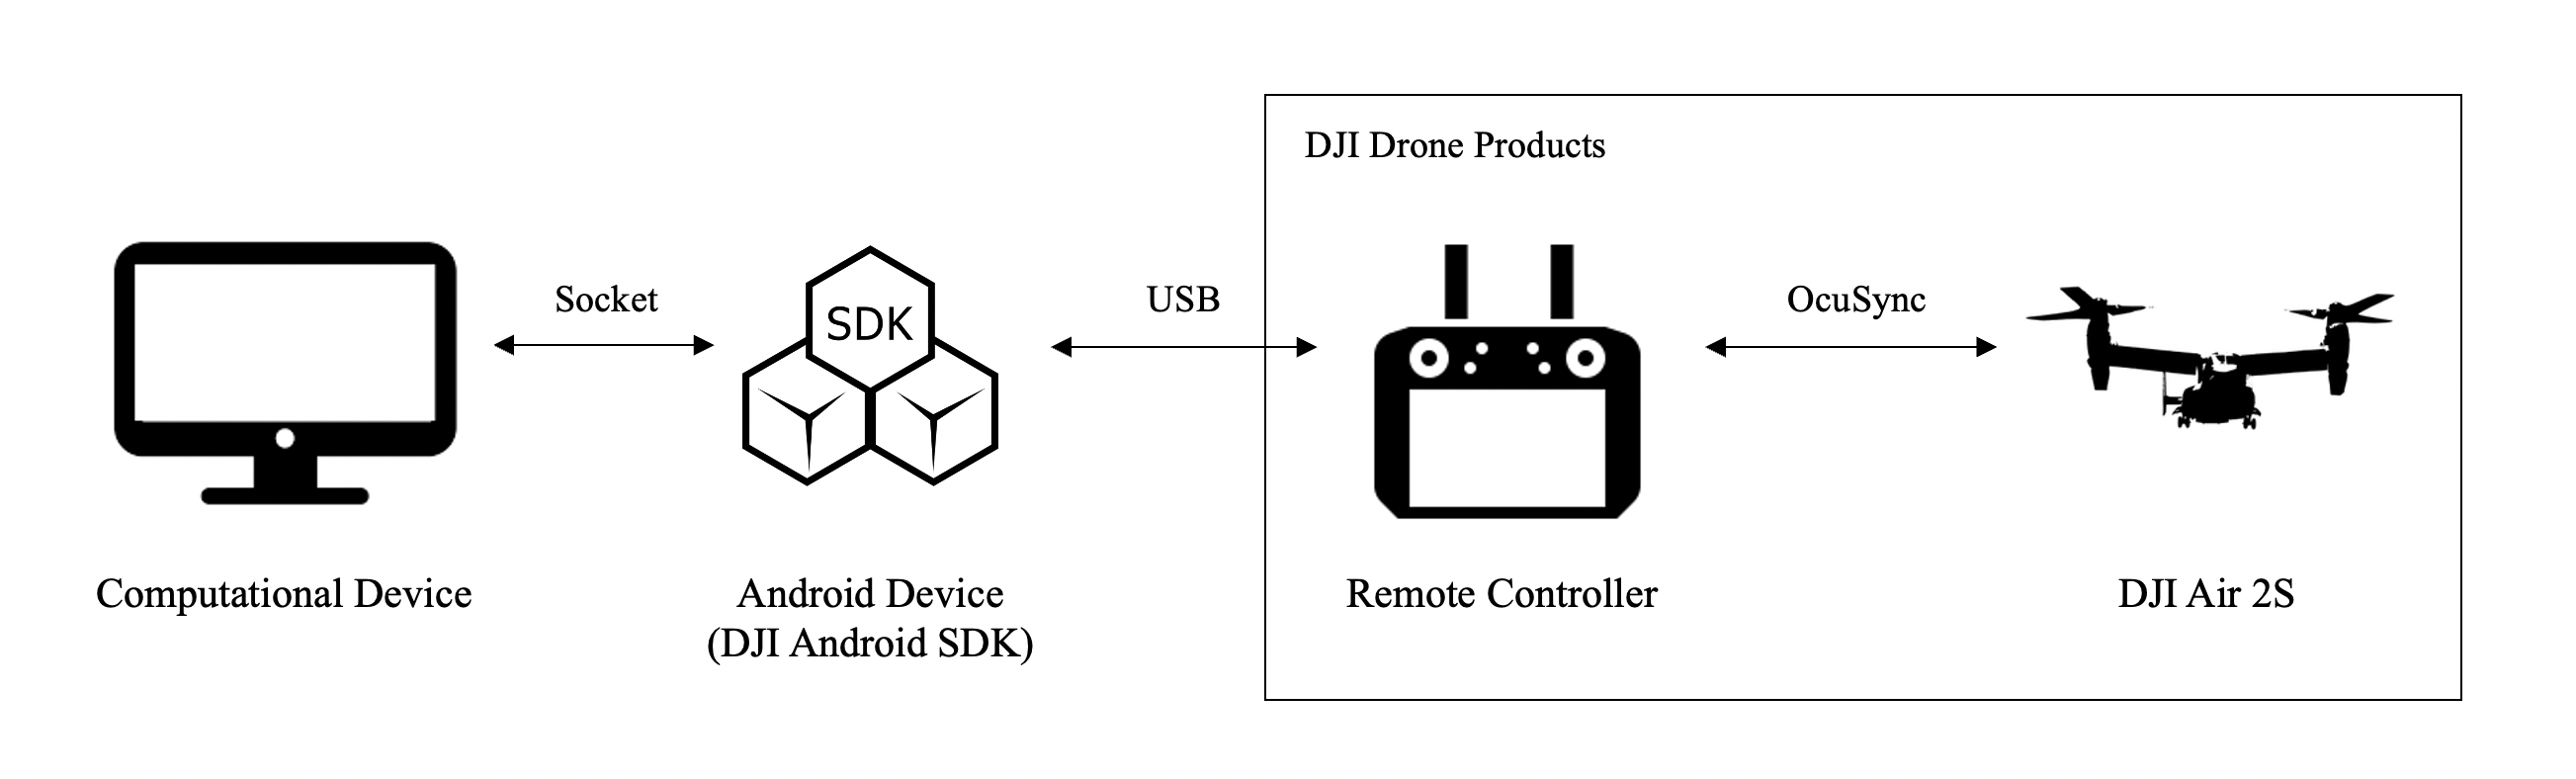 DJI Drone Products
Socket
USB
OcuSync
SDK
Computational Device
Android Device
(DJI Android SDK)
Remote Controller
DJI Air 2S